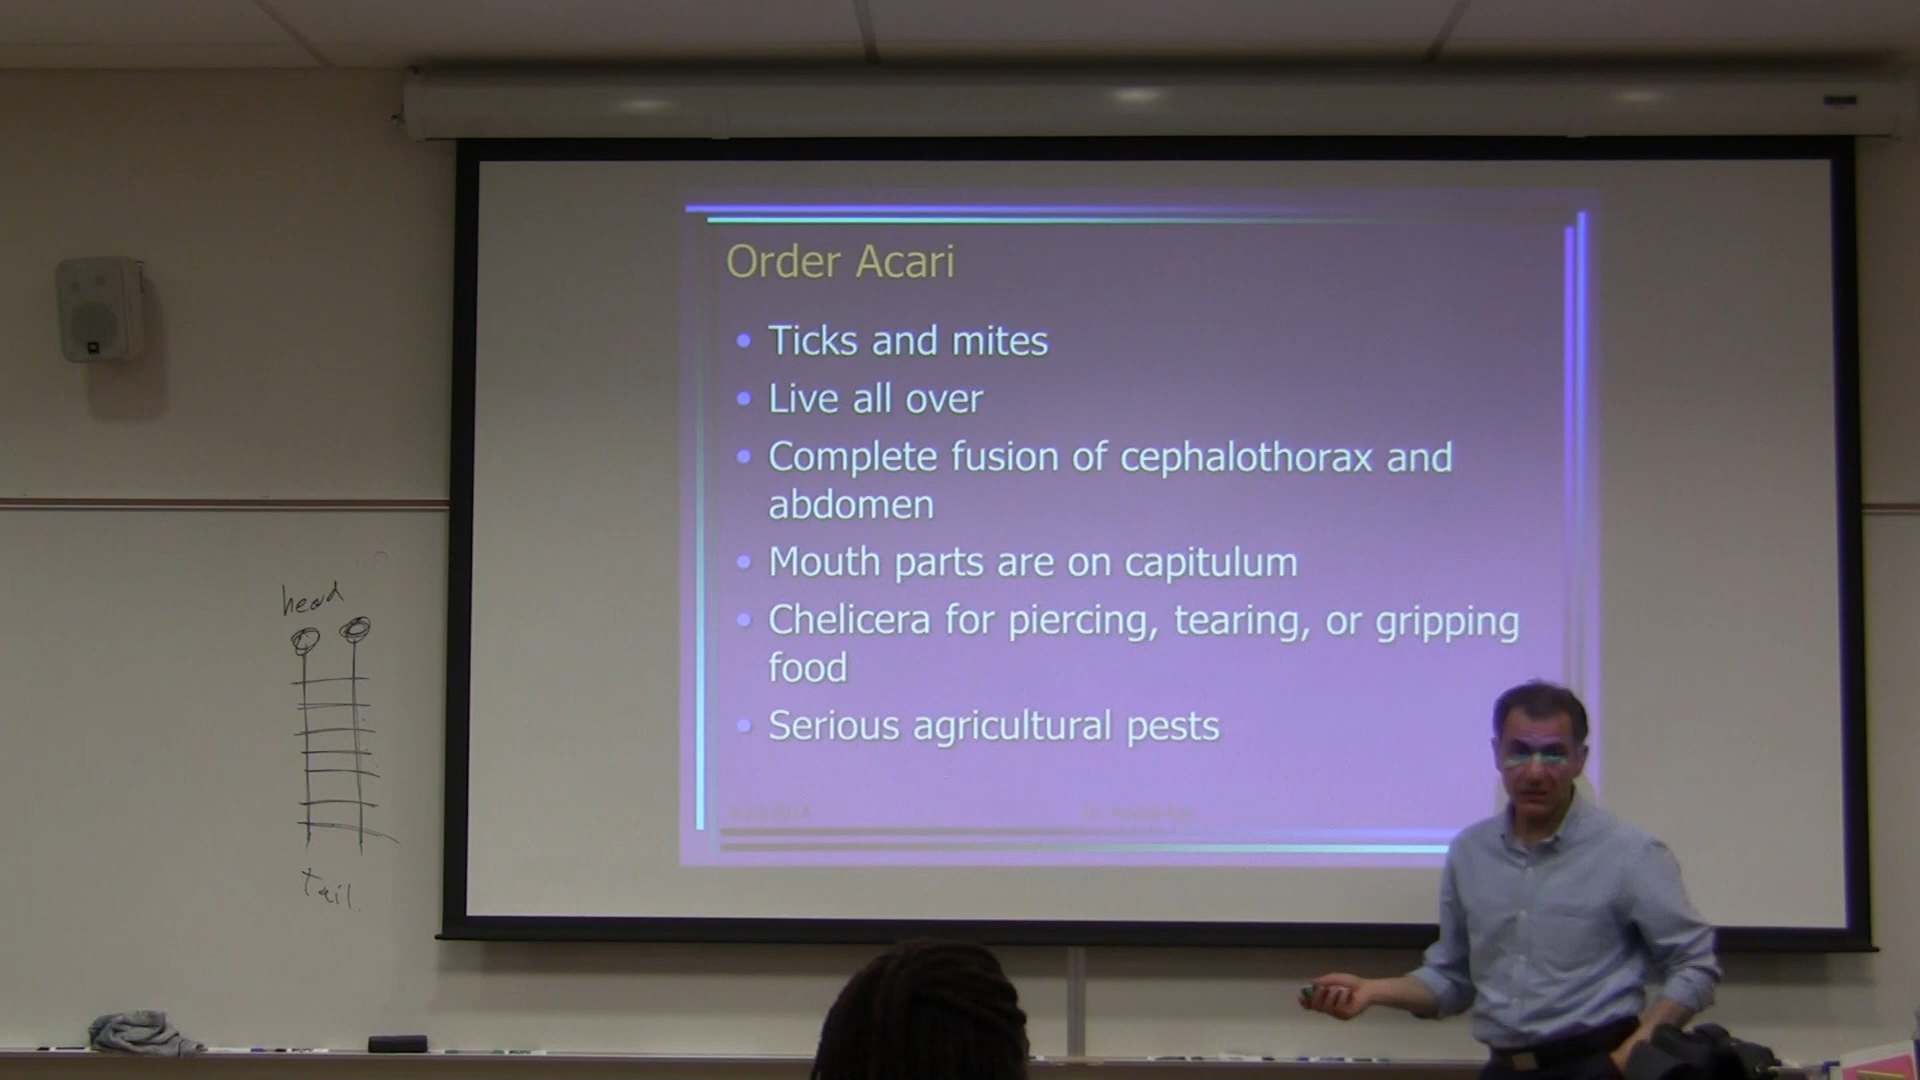 Order Acari
• Ticks and mites
• Live all over
• Complete fusion of cephalothorax and
abdomen
• Mouth parts are on capitulum
• Chelicera for piercing, tearing, or gripping
food
• Serious agricultural pests
head
tail.